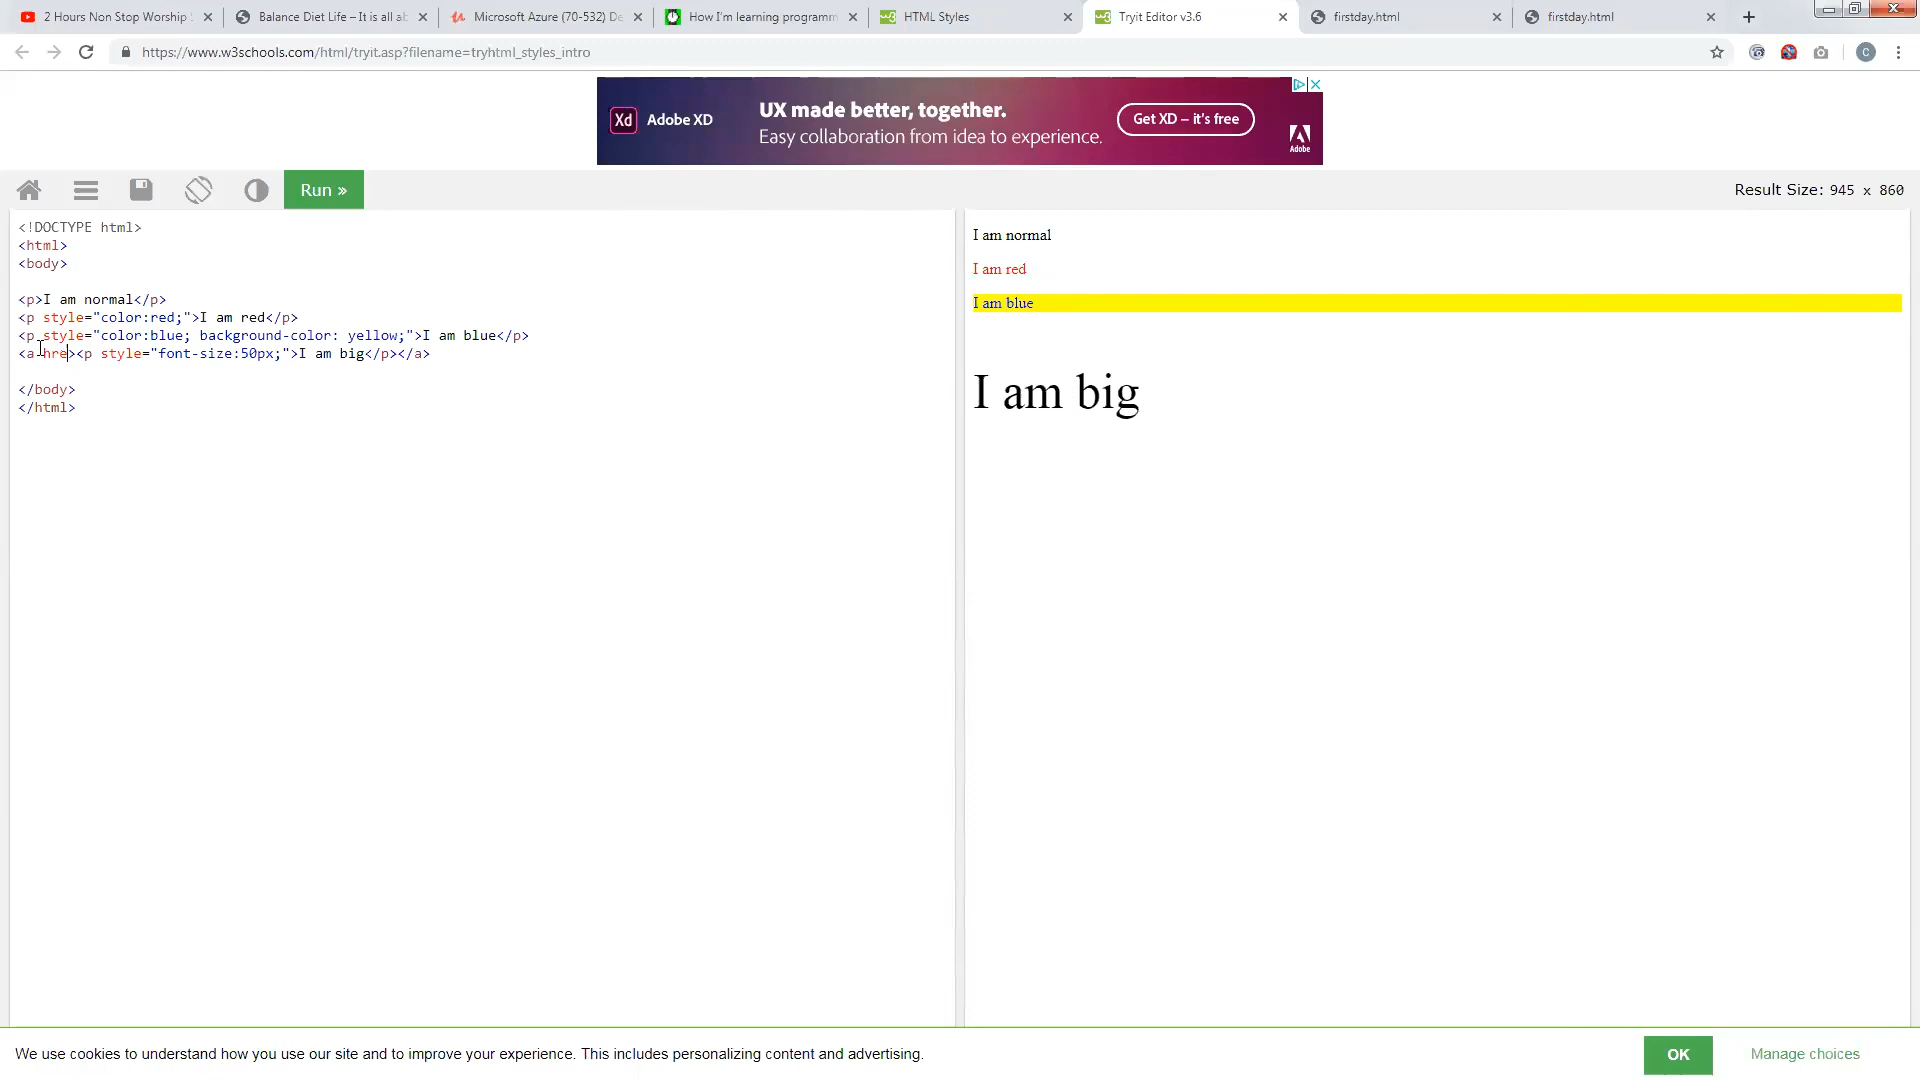 2 Hours Non Stop Worship
Balance Diet Life – It is all ab
Microsoft Azure (70-532) De
How I'm learning programm
HTML Styles
Tryit Editor v3.6
firstday.html
firstday.html
https://www.w3schools.com/html/tryit.asp?filename=tryhtml_styles_intro
C
Xd Adobe XD
UX made better, together.
Easy collaboration from idea to experience.
Get XD – it's free
Adobe
Run »
Result Size: 945 x 860
<!DOCTYPE html>
<html>
<body>
<p>I am normal</p>
<p style="color:red;">I am red</p>
<p style="color:blue; background-color: yellow;">I am blue</p>
<a hre><p style="font-size:50px;">I am big</p></a>
</body>
</html>
I am normal
I am red
I am blue
I am big
We use cookies to understand how you use our site and to improve your experience. This includes personalizing content and advertising.
OK
Manage choices